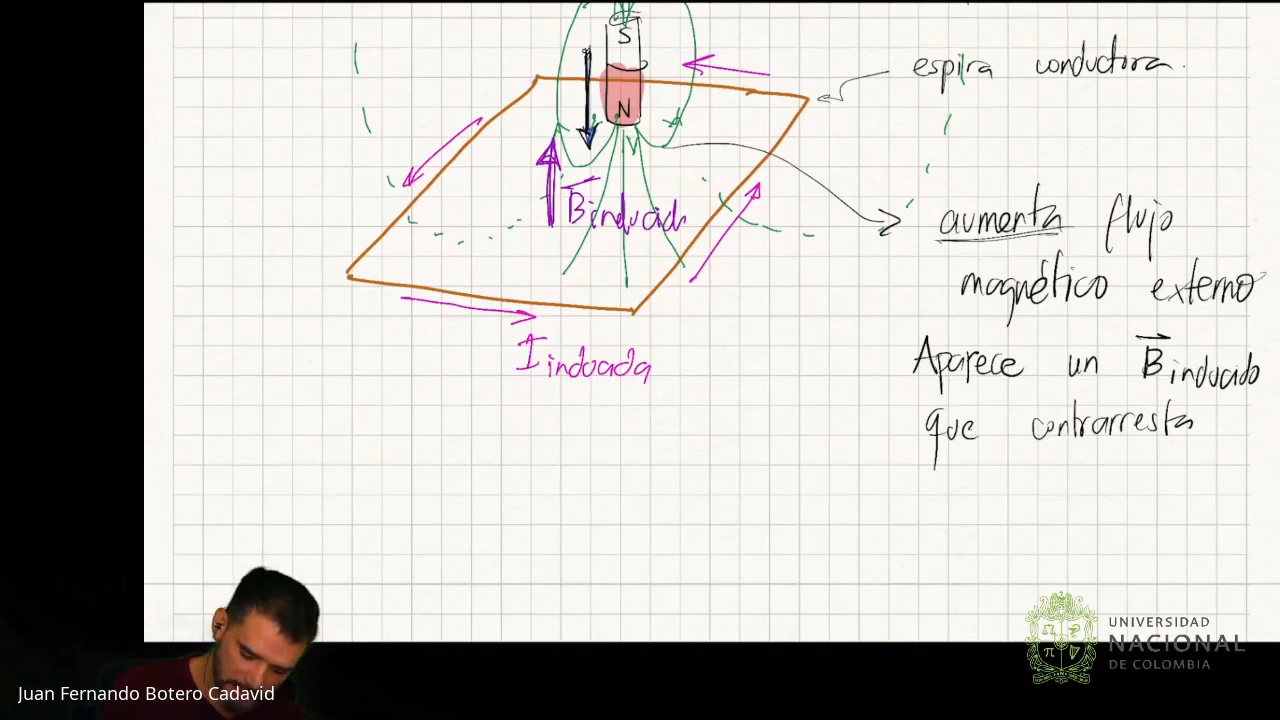 S
N
espira conductora.
B inducido
aumenta flujo
magnético externo
I inducida
Aparece un B inducido
que contrarresta
UNIVERSIDAD
NACIONAL
DE COLOMBIA
Juan Fernando Botero Cadavid